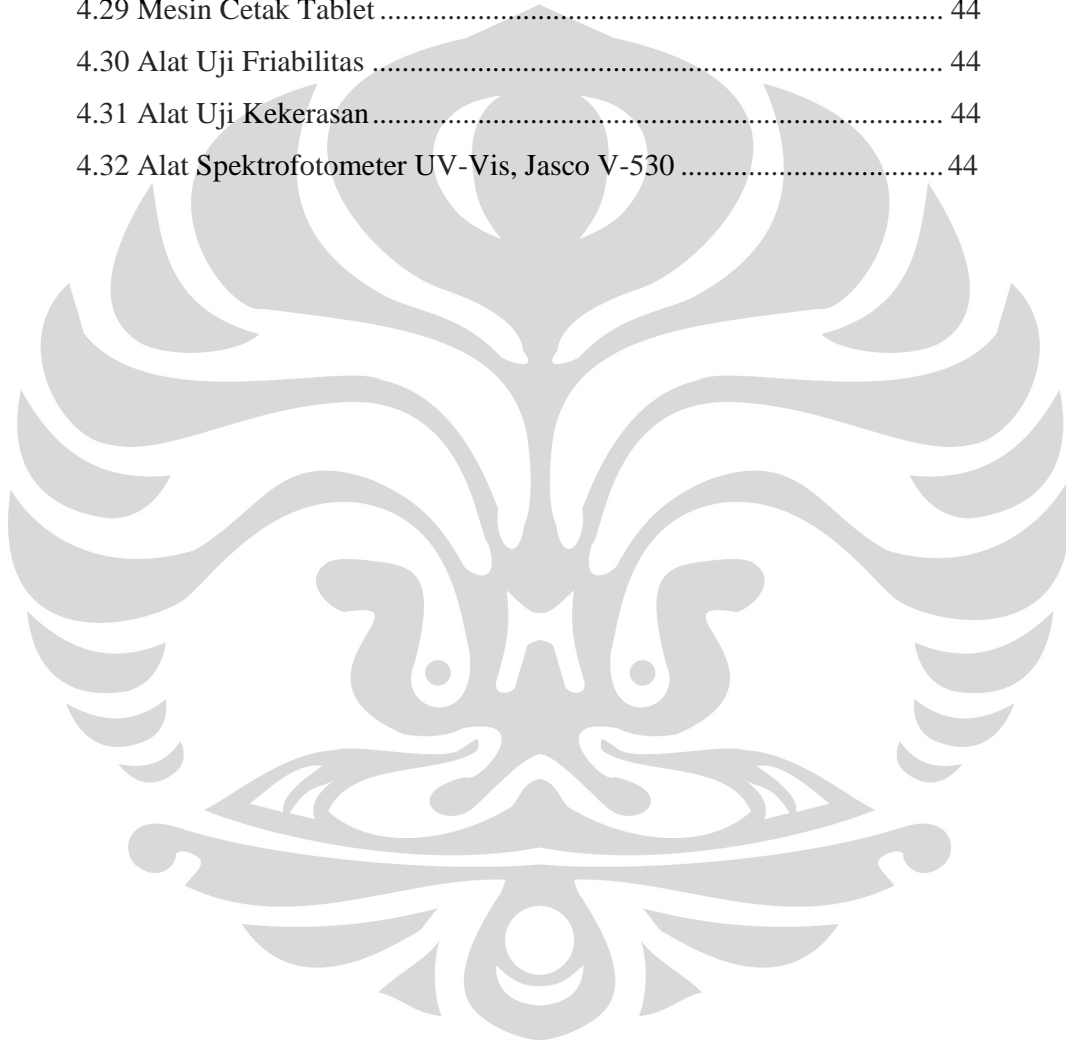 4.29 Mesin Cetak Tablet ........................................................................... 44
4.30 Alat Uji Friabilitas ............................................................................ 44
4.31 Alat Uji Kekerasan ............................................................................ 44
4.32 Alat Spektrofotometer UV-Vis, Jasco V-530 ................................... 44